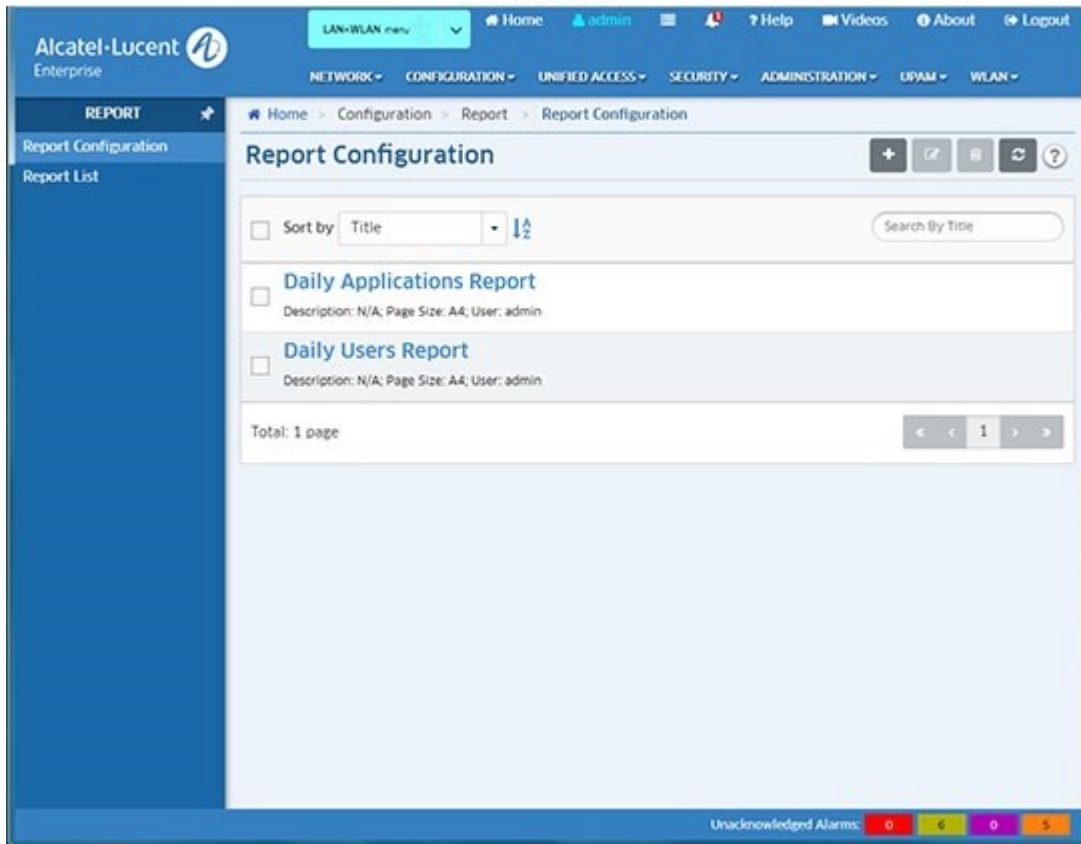 Alcatel·Lucent
Enterprise
LAN+WLAN menu
Home admin ? Help Videos About Logout
NETWORK CONFIGURATION UNIFIED ACCESS SECURITY ADMINISTRATION UPAM WLAN
REPORT
Report Configuration
Report List
Home > Configuration > Report > Report Configuration
Report Configuration
?
Sort by Title
Search By Title
Daily Applications Report
Description: N/A; Page Size: A4; User: admin
Daily Users Report
Description: N/A; Page Size: A4; User: admin
Total: 1 page
« ‹ 1 › »
Unacknowledged Alarms: 0 6 0 5